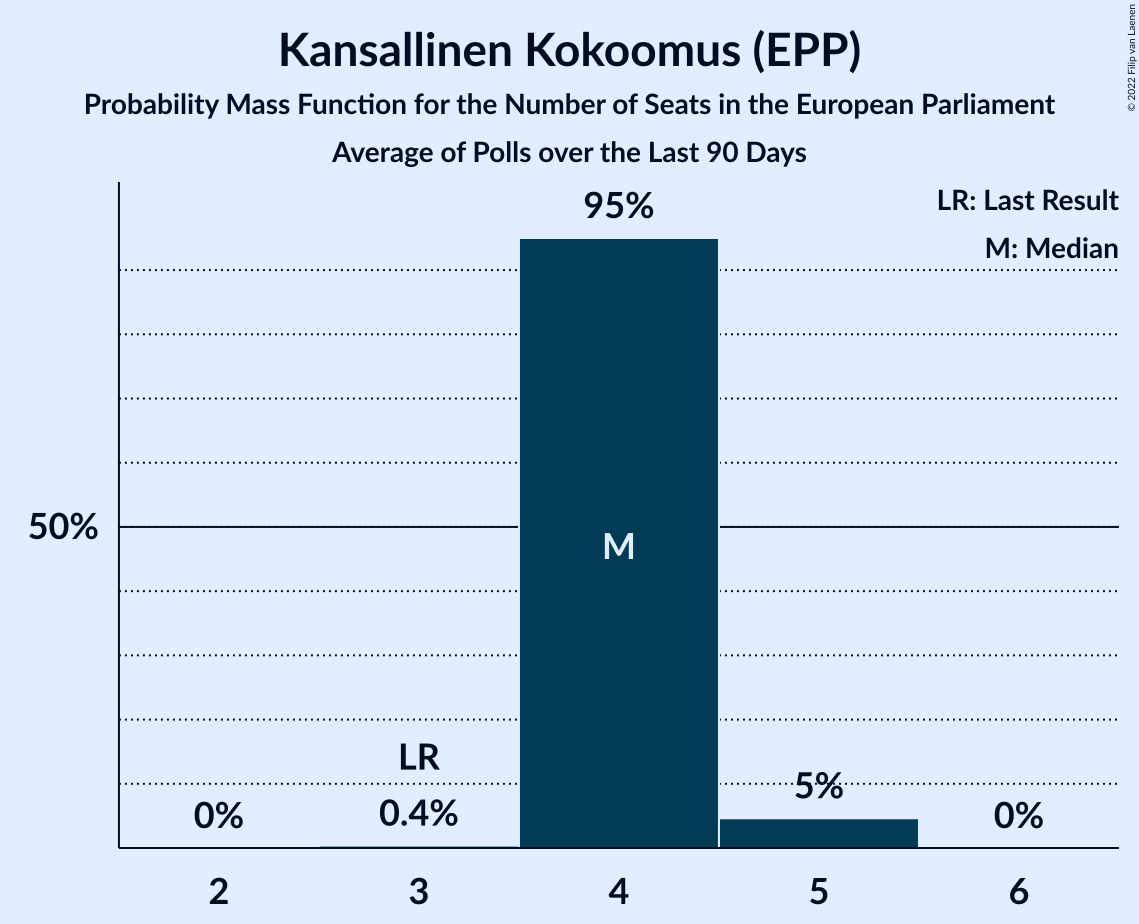 Kansallinen Kokoomus (EPP)
Probability Mass Function for the Number of Seats in the European Parliament
Average of Polls over the Last 90 Days
© 2022 Filip van Laenen
LR: Last Result
M: Median
95%
50%
M
LR
0%
0.4%
5%
0%
2
3
4
5
6